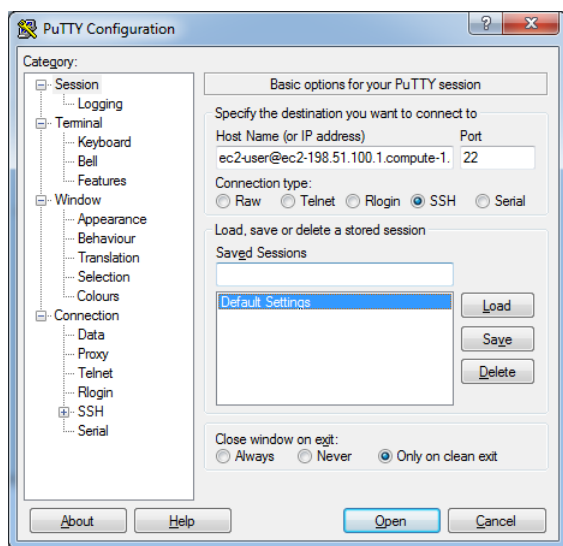 PuTTY Configuration
? X
Category:
Session
Logging
Terminal
Keyboard
Bell
Features
Window
Appearance
Behaviour
Translation
Selection
Colours
Connection
Data
Proxy
Telnet
Rlogin
SSH
Serial
Basic options for your PuTTY session
Specify the destination you want to connect to
Host Name (or IP address) Port
ec2-user@ec2-198.51.100.1.compute-1. 22
Connection type:
Raw Telnet Rlogin SSH Serial
Load, save or delete a stored session
Saved Sessions
Default Settings
Load
Save
Delete
Close window on exit:
Always Never Only on clean exit
About Help Open Cancel